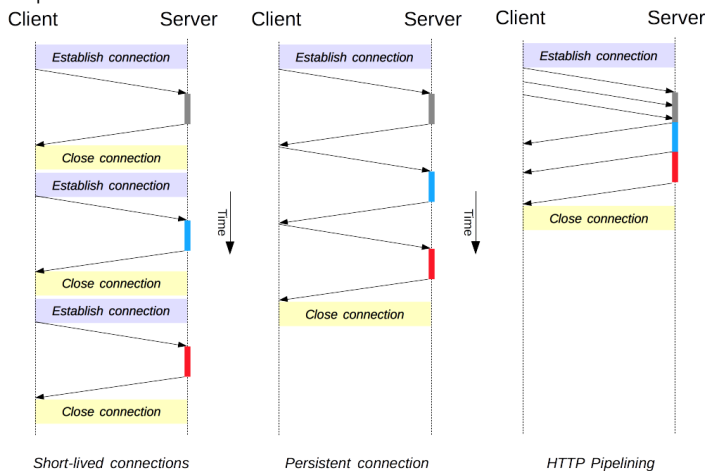 Client Server
Establish connection
Close connection
Establish connection
Close connection
Establish connection
Close connection
Short-lived connections
Time
Client Server
Establish connection
Close connection
Persistent connection
Time
Client Server
Establish connection
Close connection
HTTP Pipelining